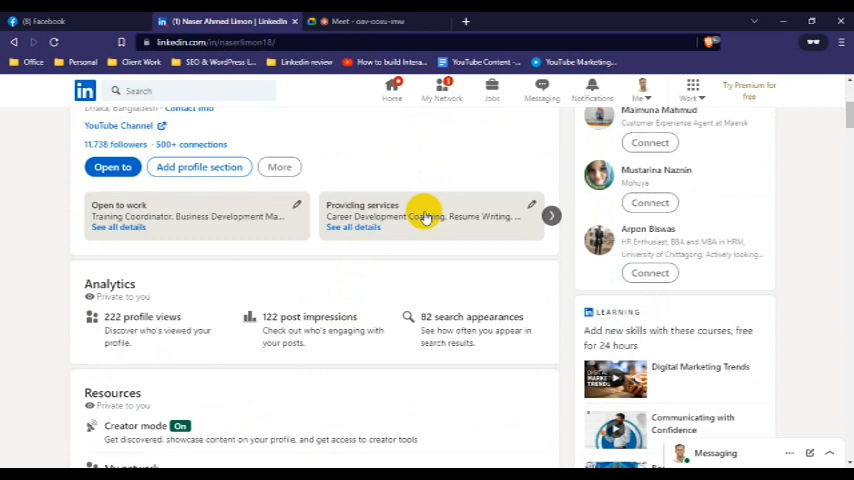 (8) Facebook
(1) Naser Ahmed Limon | LinkedIn
Meet - oav-oosu-imw
linkedin.com/in/naserlimon18/
Office
Personal
Client Work
SEO & WordPress L...
Linkedin review
How to build Intera...
YouTube Content -...
YouTube Marketing...
in
Search
Home
My Network
Jobs
Messaging
Notifications
Me
Work
Try Premium for
free
Dhaka, Bangladesh · Contact info
YouTube Channel
11,738 followers · 500+ connections
Open to
Add profile section
More
Open to work
Training Coordinator, Business Development Ma...
See all details
Providing services
Career Development Coaching, Resume Writing, ...
See all details
Analytics
Private to you
222 profile views
Discover who's viewed your
profile.
122 post impressions
Check out who's engaging with
your posts.
82 search appearances
See how often you appear in
search results.
Resources
Private to you
Creator mode On
Get discovered, showcase content on your profile, and get access to creator tools
My network
Maimuna Mahmud
Customer Experience Agent at Maersk
Connect
Mustarina Naznin
Mohuya
Connect
Arpon Biswas
HR Enthusiast, BBA and MBA in HRM,
University of Chittagong. Actively looking...
Connect
in LEARNING
Add new skills with these courses, free
for 24 hours
Digital Marketing Trends
Communicating with
Confidence
Messaging